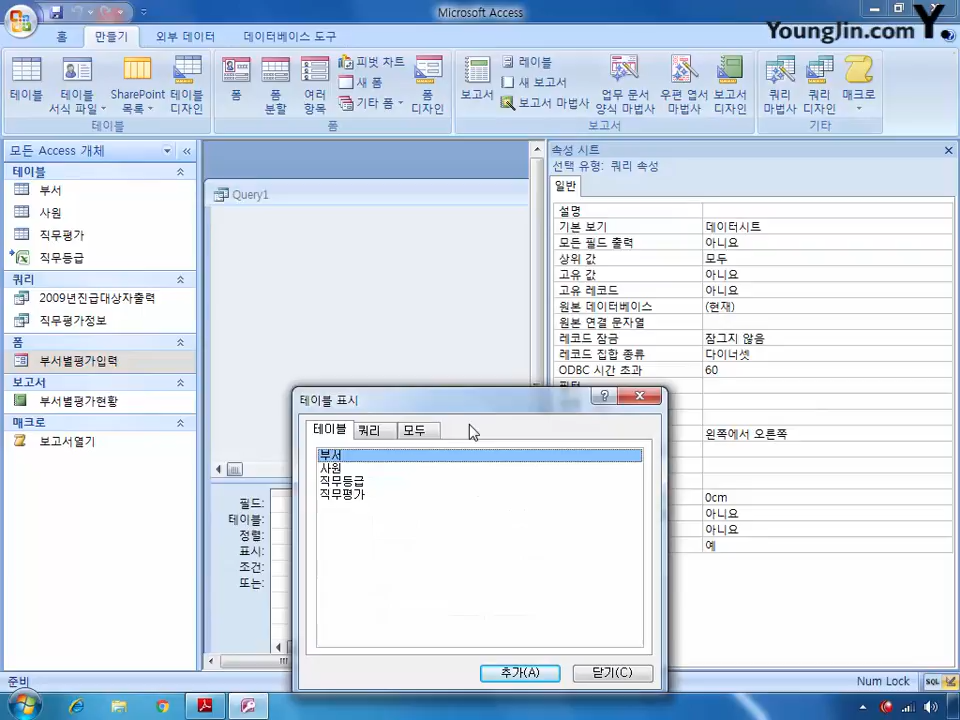 Microsoft Access
YoungJin.com Y.
홈 만들기 외부 데이터 데이터베이스 도구
테이블
테이블 서식 파일
SharePoint 목록
테이블 디자인
테이블
폼
폼 분할
여러 항목
피벗 차트
새 폼
기타 폼
폼 디자인
폼
보고서
레이블
새 보고서
보고서 마법사
업무 문서 양식 마법사
우편 엽서 마법사
보고서 디자인
보고서
쿼리 마법사
쿼리 디자인
매크로
기타
모든 Access 개체
테이블
부서
사원
직무평가
직무등급
쿼리
2009년진급대상자출력
직무평가정보
폼
부서별평가입력
보고서
부서별평가현황
매크로
보고서열기
Query1
필드:
테이블:
정렬:
표시:
조건:
또는:
속성 시트
선택 유형: 쿼리 속성
일반
설명
기본 보기 데이터시트
모든 필드 출력 아니요
상위 값 모두
고유 값 아니요
고유 레코드 아니요
원본 데이터베이스 (현재)
원본 연결 문자열
레코드 잠금 잠그지 않음
레코드 집합 종류 다이너셋
ODBC 시간 초과 60
왼쪽에서 오른쪽
0cm
아니요
아니요
예
테이블 표시
테이블 쿼리 모두
부서
사원
직무등급
직무평가
추가(A) 닫기(C)
준비
Num Lock
SQL